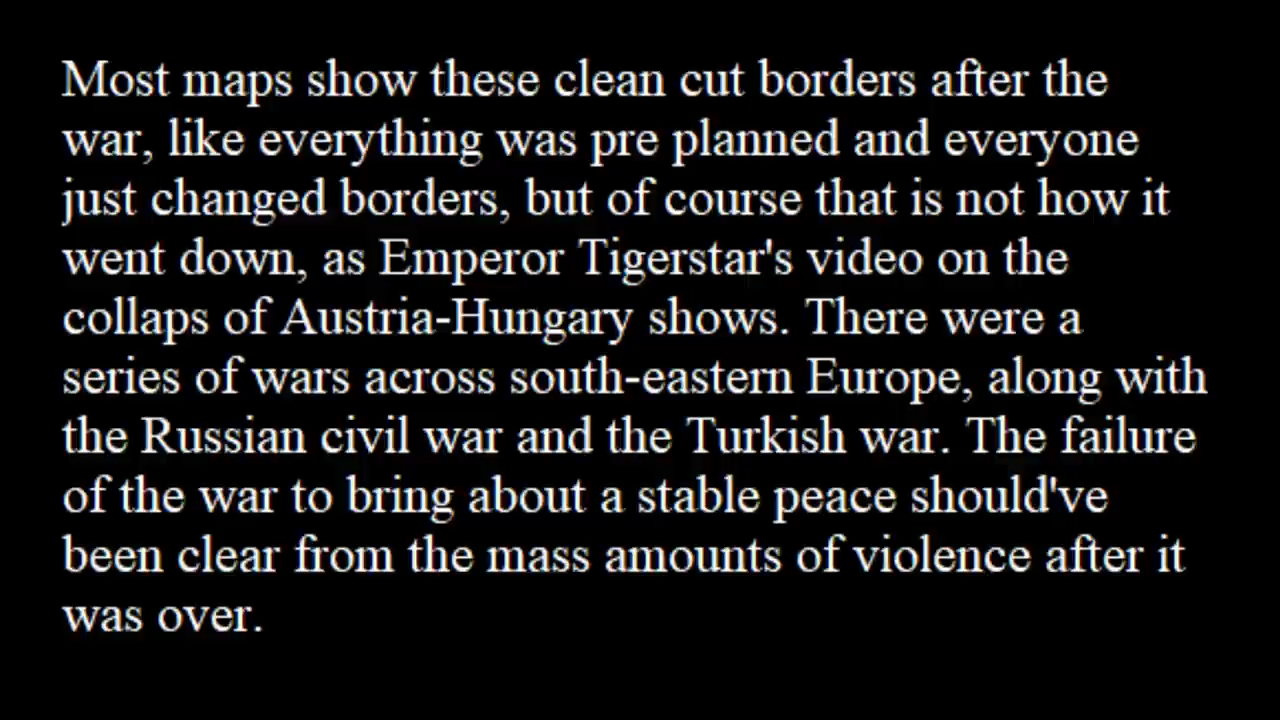 Most maps show these clean cut borders after the
war, like everything was pre planned and everyone
just changed borders, but of course that is not how it
went down, as Emperor Tigerstar's video on the
collaps of Austria-Hungary shows. There were a
series of wars across south-eastern Europe, along with
the Russian civil war and the Turkish war. The failure
of the war to bring about a stable peace should've
been clear from the mass amounts of violence after it
was over.